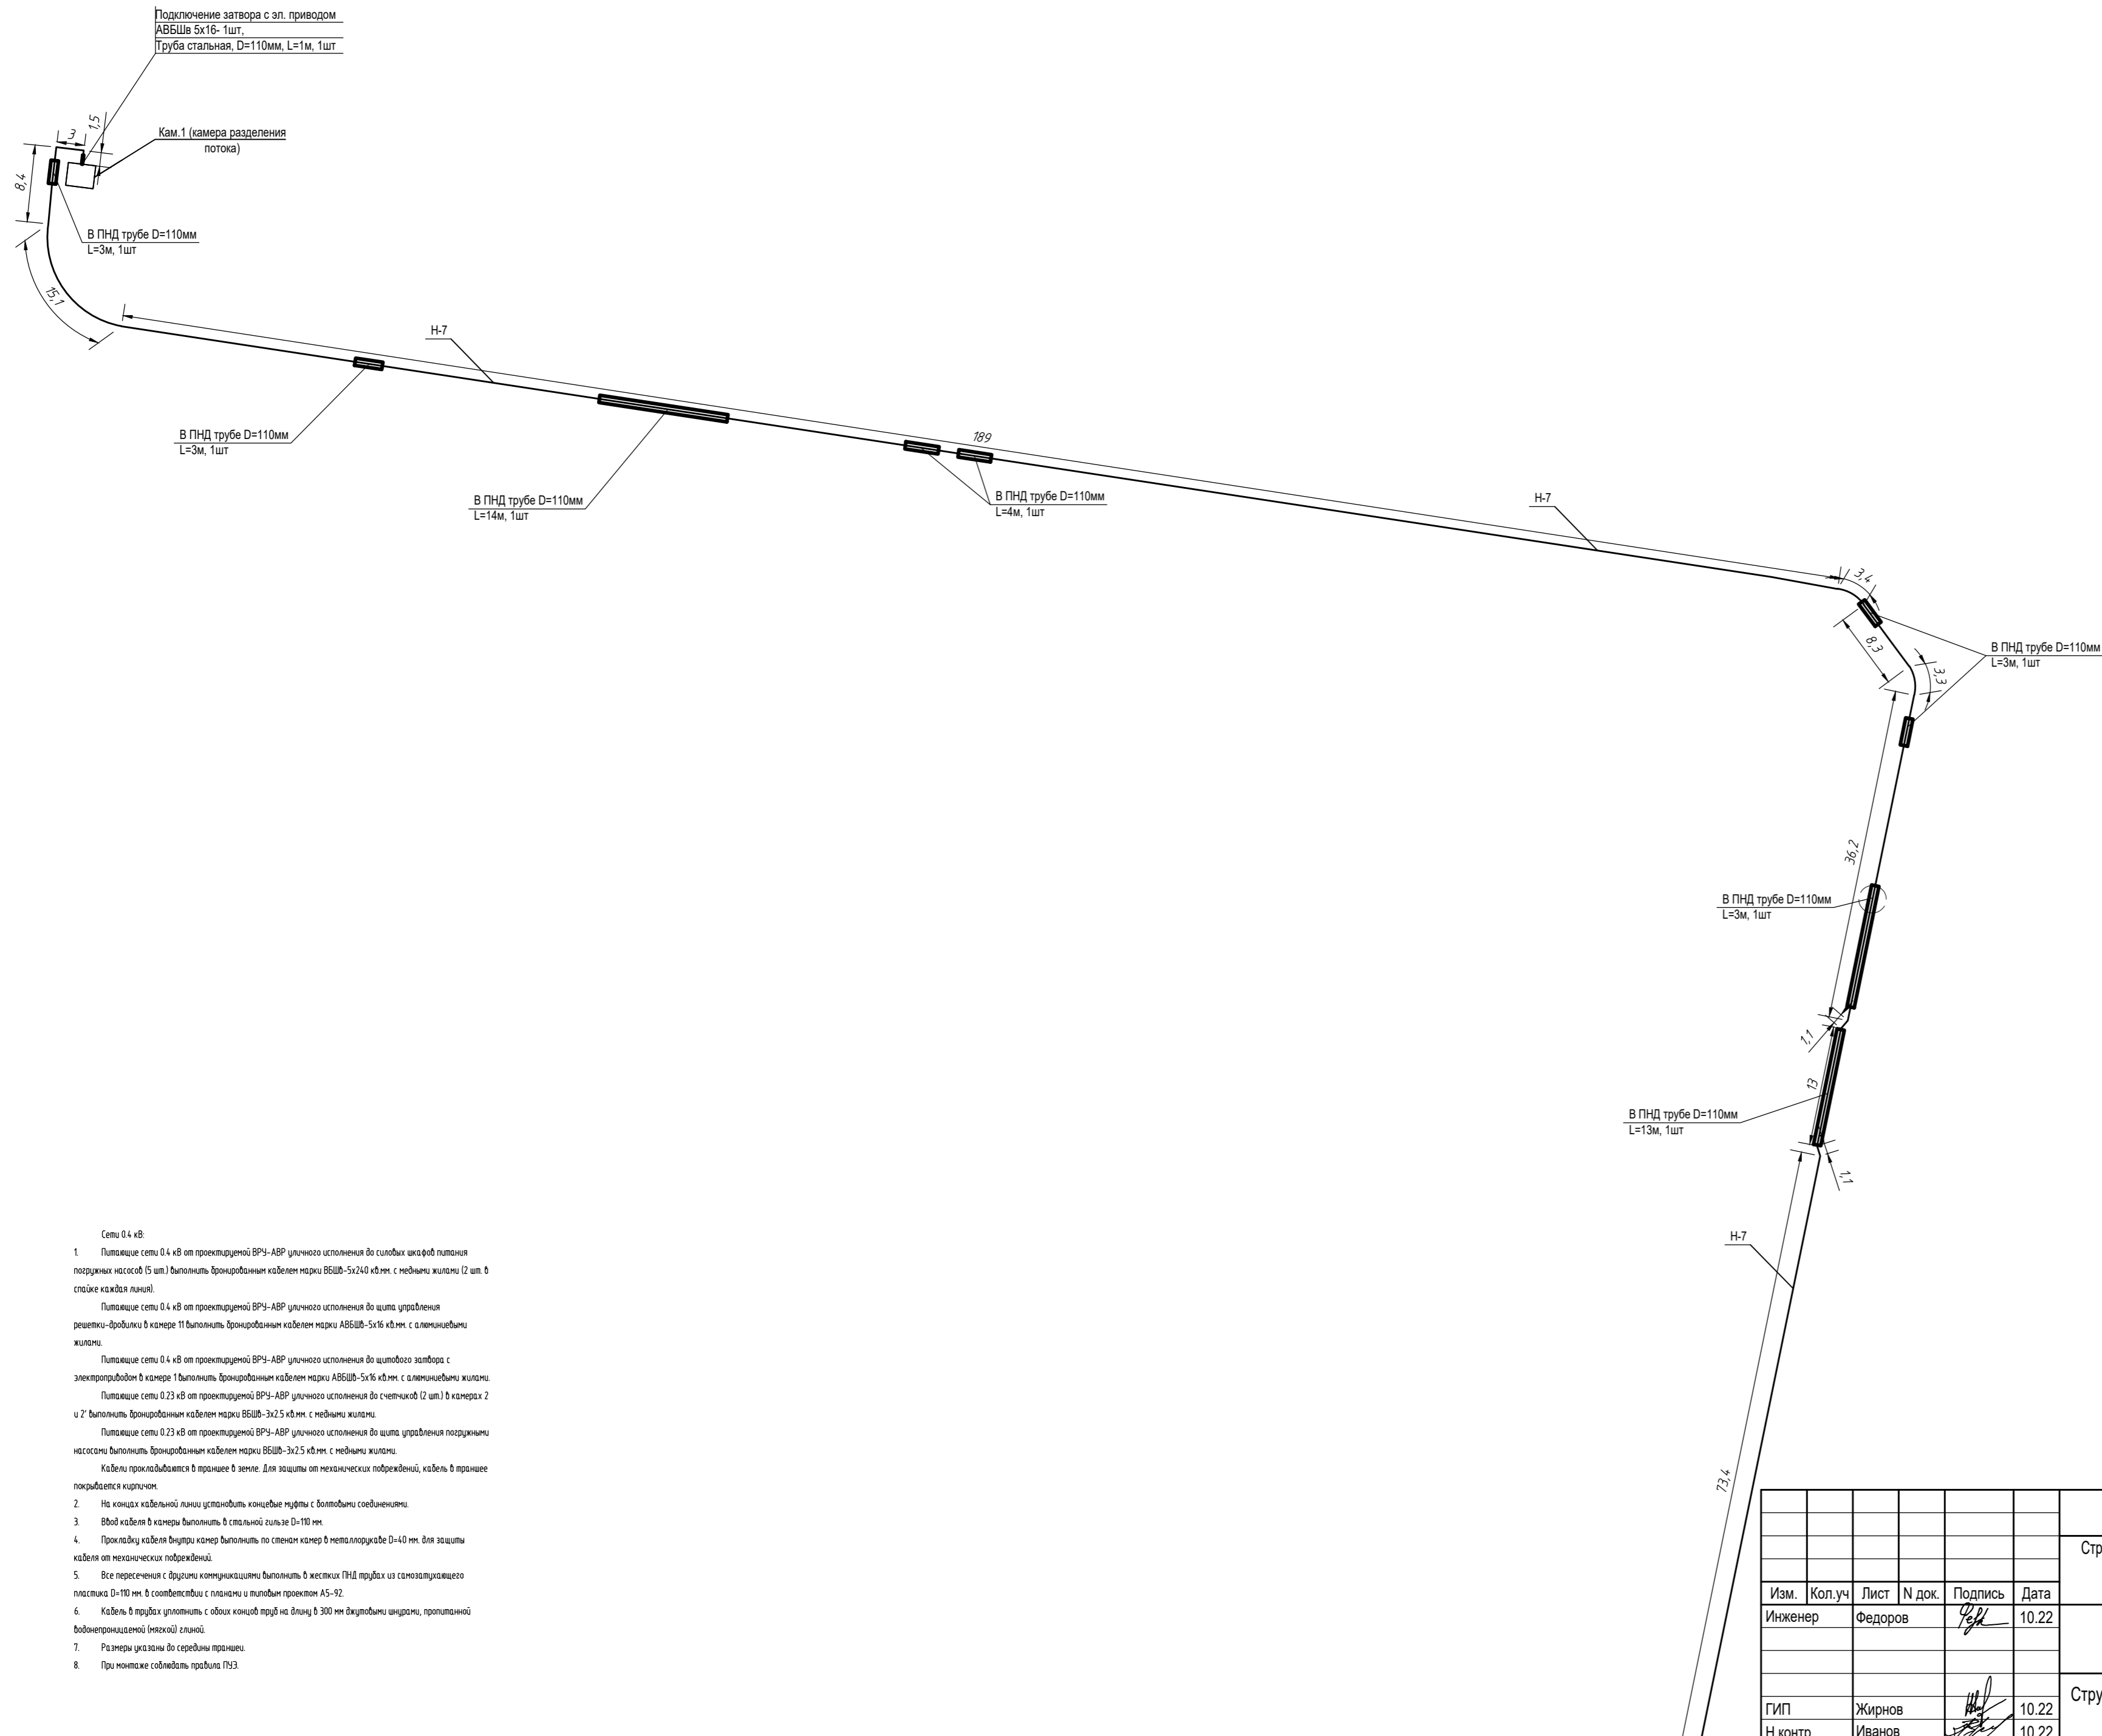 Подключение затвора с эл. приводом
АВБШв 5х16- 1шт,
Труба стальная, D=110мм, L=1м, 1шт
3
1,5
Кам.1 (камера разделения
потока)
8,4
В ПНД трубе D=110мм
L=3м, 1шт
15,1
Н-7
В ПНД трубе D=110мм
L=3м, 1шт
189
В ПНД трубе D=110мм
L=14м, 1шт
В ПНД трубе D=110мм
L=4м, 1шт
Н-7
3,4
8,3
В ПНД трубе D=110мм
L=3м, 1шт
3,3
36,2
В ПНД трубе D=110мм
L=3м, 1шт
1,1
13
В ПНД трубе D=110мм
L=13м, 1шт
1,1
Н-7
73,4
Сети 0.4 кВ:
1. Питающие сети 0.4 кВ от проектируемой ВРУ-АВР уличного исполнения до силовых шкафов питания
погружных насосов (5 шт.) выполнить бронированным кабелем марки ВБШв-5х240 кв.мм. с медными жилами (2 шт. в
спайке каждая линия).
Питающие сети 0.4 кВ от проектируемой ВРУ-АВР уличного исполнения до щита управления
решетки-дробилки в камере 11 выполнить бронированным кабелем марки АВБШв-5х16 кв.мм. с алюминиевыми
жилами.
Питающие сети 0.4 кВ от проектируемой ВРУ-АВР уличного исполнения до щитового затвора с
электроприводом в камере 1 выполнить бронированным кабелем марки АВБШв-5х16 кв.мм. с алюминиевыми жилами.
Питающие сети 0.23 кВ от проектируемой ВРУ-АВР уличного исполнения до счетчиков (2 шт.) в камерах 2
и 2' выполнить бронированным кабелем марки ВБШв-3х2.5 кв.мм. с медными жилами.
Питающие сети 0.23 кВ от проектируемой ВРУ-АВР уличного исполнения до щита управления погружными
насосами выполнить бронированным кабелем марки ВБШв-3х2.5 кв.мм. с медными жилами.
Кабели прокладываются в траншее в земле. Для защиты от механических повреждений, кабель в траншее
покрывается кирпичом.
2. На концах кабельной линии установить концевые муфты с болтовыми соединениями.
3. Ввод кабеля в камеры выполнить в стальной гильзе D=110 мм.
4. Прокладку кабеля внутри камер выполнить по стенам камер в металлорукаве D=40 мм. для защиты
кабеля от механических повреждений.
5. Все пересечения с другими коммуникациями выполнить в жестких ПНД трубах из самозатухающего
пластика D=110 мм. в соответствии с планами и типовым проектом А5-92.
6. Кабель в трубах уплотнить с обоих концов труб на длину в 300 мм джутовыми шнурами, пропитанной
водонепроницаемой (мягкой) глиной.
7. Размеры указаны до середины траншеи.
8. При монтаже соблюдать правила ПУЭ.
Стр
Изм. Кол.уч Лист N док. Подпись Дата
Инженер Федоров 10.22
Стру
ГИП Жирнов 10.22
Н.контр Иванов 10.22